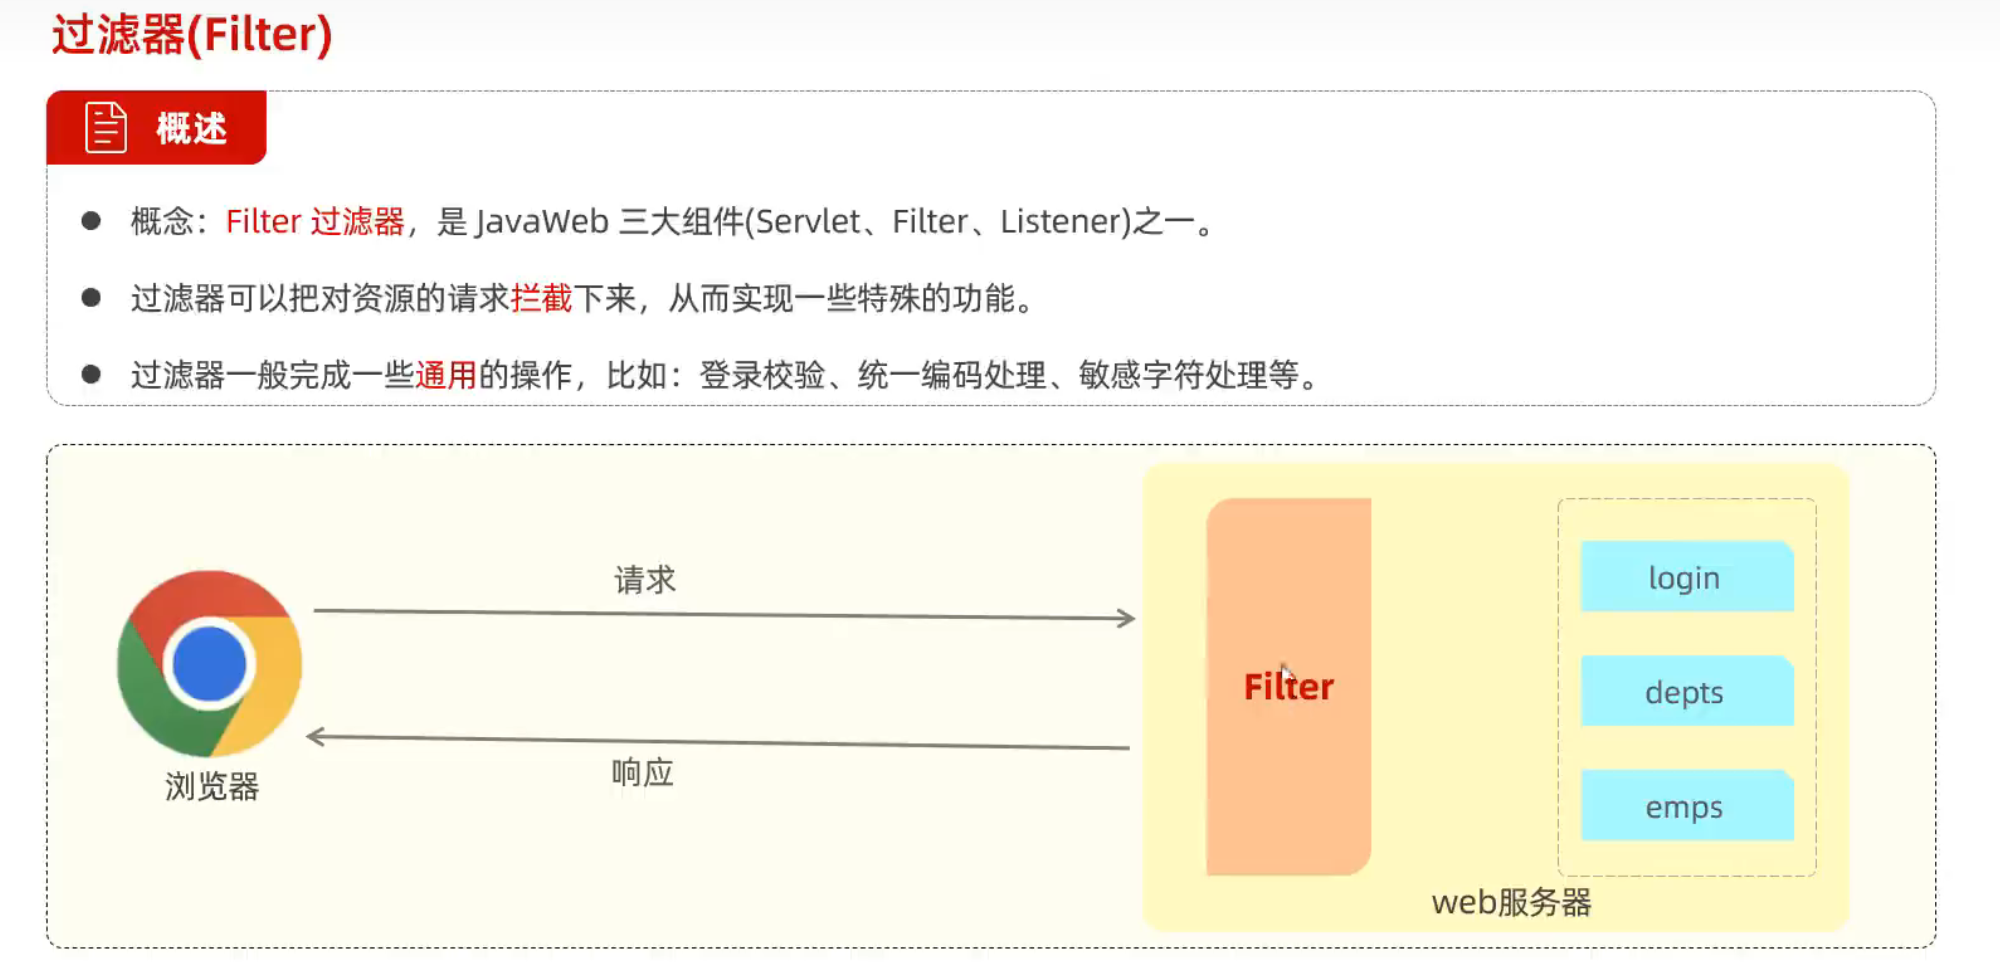 过滤器(Filter)
概述
概念：Filter 过滤器，是 JavaWeb 三大组件(Servlet、Filter、Listener)之一。
过滤器可以把对资源的请求拦截下来，从而实现一些特殊的功能。
过滤器一般完成一些通用的操作，比如：登录校验、统一编码处理、敏感字符处理等。
请求
响应
浏览器
Filter
login
depts
emps
web服务器